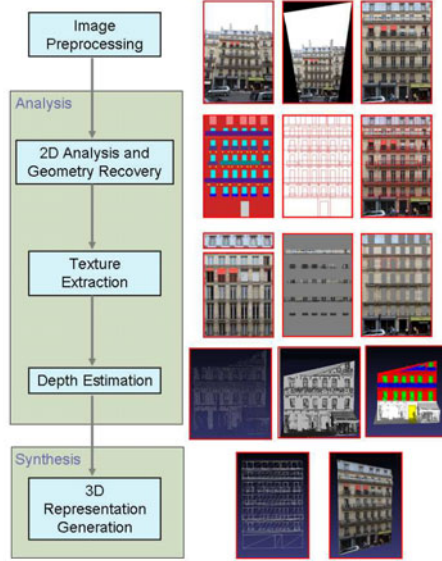 Image
Preprocessing
Analysis
2D Analysis and
Geometry Recovery
Texture
Extraction
Depth Estimation
Synthesis
3D
Representation
Generation